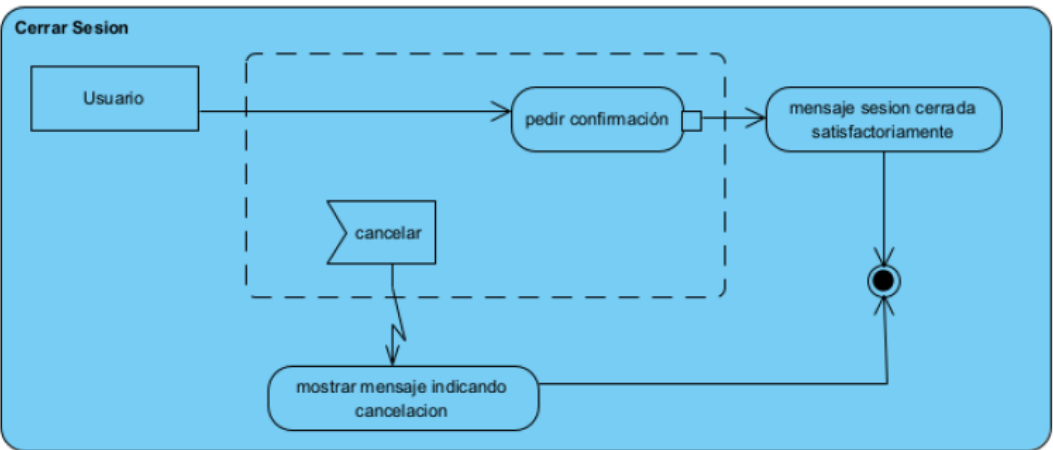 Cerrar Sesion
Usuario
pedir confirmación
mensaje sesion cerrada
satisfactoriamente
cancelar
mostrar mensaje indicando
cancelacion